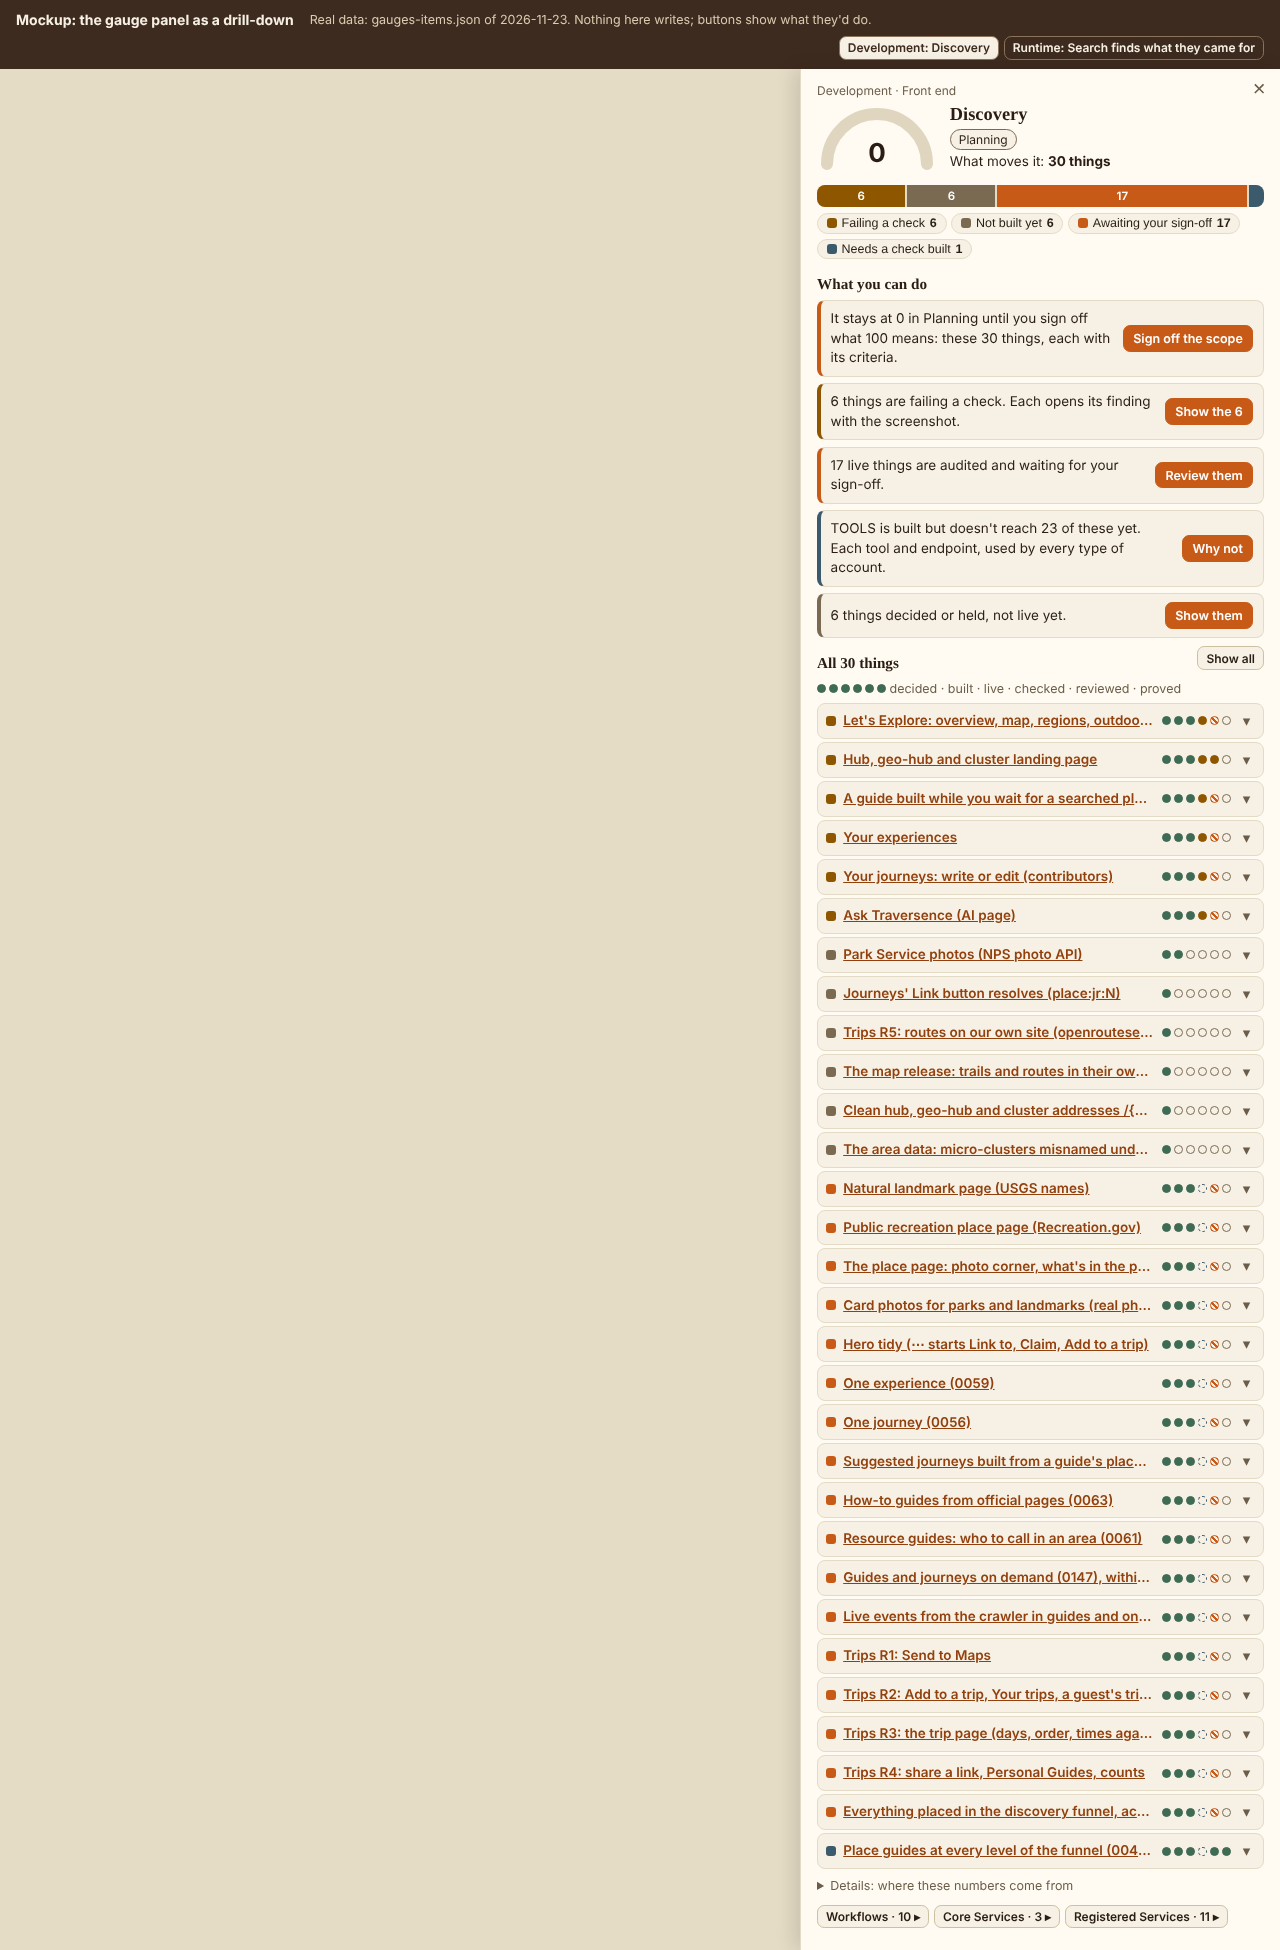 Mockup: the gauge panel as a drill-down
Real data: gauges-items.json of 2026-11-23. Nothing here writes; buttons show what they'd do.
Development: Discovery
Runtime: Search finds what they came for
Development · Front end
✕
0
Discovery
Planning
What moves it: 30 things
6
6
17
Failing a check 6
Not built yet 6
Awaiting your sign-off 17
Needs a check built 1
What you can do
It stays at 0 in Planning until you sign off
what 100 means: these 30 things, each with
its criteria.
Sign off the scope
6 things are failing a check. Each opens its finding
with the screenshot.
Show the 6
17 live things are audited and waiting for your
sign-off.
Review them
TOOLS is built but doesn't reach 23 of these yet.
Each tool and endpoint, used by every type of
account.
Why not
6 things decided or held, not live yet.
Show them
All 30 things
Show all
decided · built · live · checked · reviewed · proved
Let's Explore: overview, map, regions, outdoo...
Hub, geo-hub and cluster landing page
A guide built while you wait for a searched pl...
Your experiences
Your journeys: write or edit (contributors)
Ask Traversence (AI page)
Park Service photos (NPS photo API)
Journeys' Link button resolves (place:jr:N)
Trips R5: routes on our own site (openroutese...
The map release: trails and routes in their ow...
Clean hub, geo-hub and cluster addresses /{...
The area data: micro-clusters misnamed und...
Natural landmark page (USGS names)
Public recreation place page (Recreation.gov)
The place page: photo corner, what's in the p...
Card photos for parks and landmarks (real ph...
Hero tidy (··· starts Link to, Claim, Add to a trip)
One experience (0059)
One journey (0056)
Suggested journeys built from a guide's plac...
How-to guides from official pages (0063)
Resource guides: who to call in an area (0061)
Guides and journeys on demand (0147), withi...
Live events from the crawler in guides and on...
Trips R1: Send to Maps
Trips R2: Add to a trip, Your trips, a guest's tri...
Trips R3: the trip page (days, order, times aga...
Trips R4: share a link, Personal Guides, counts
Everything placed in the discovery funnel, ac...
Place guides at every level of the funnel (004...
Details: where these numbers come from
Workflows · 10 ▸
Core Services · 3 ▸
Registered Services · 11 ▸